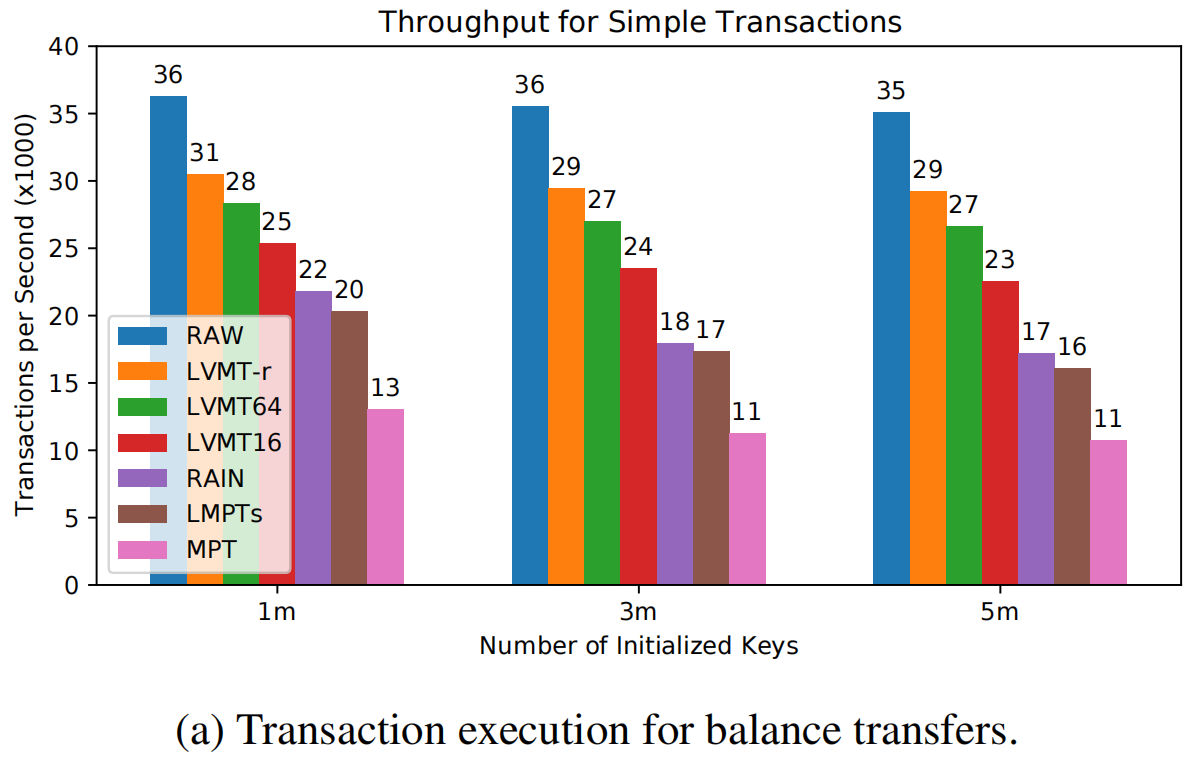 Throughput for Simple Transactions
Transactions per Second (x1000)
40
35
30
25
20
15
10
5
0
36
31
28
25
22
20
13
36
29
27
24
18
17
11
35
29
27
23
17
16
11
RAW
LVMT-r
LVMT64
LVMT16
RAIN
LMPTs
MPT
1m
3m
5m
Number of Initialized Keys
(a) Transaction execution for balance transfers.